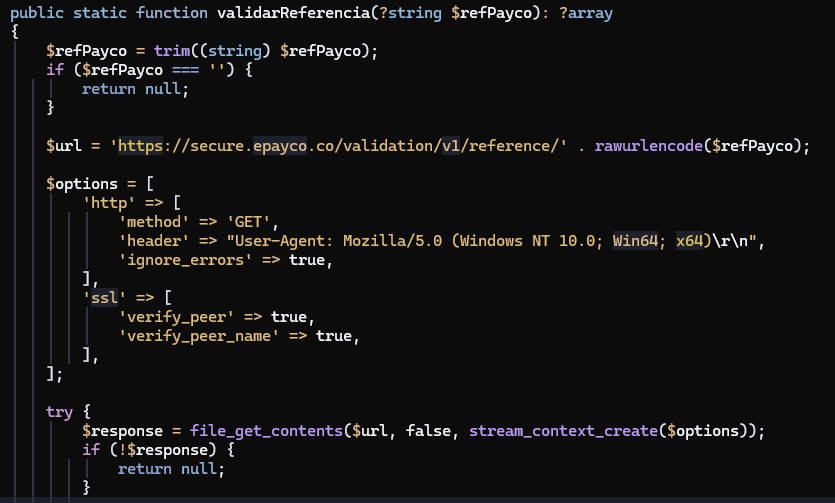 public static function validarReferencia(?string $refPayco): ?array
{
    $refPayco = trim((string) $refPayco);
    if ($refPayco === '') {
        return null;
    }

    $url = 'https://secure.epayco.co/validation/v1/reference/' . rawurlencode($refPayco);

    $options = [
        'http' => [
            'method' => 'GET',
            'header' => "User-Agent: Mozilla/5.0 (Windows NT 10.0; Win64; x64)\r\n",
            'ignore_errors' => true,
        ],
        'ssl' => [
            'verify_peer' => true,
            'verify_peer_name' => true,
        ],
    ];

    try {
        $response = file_get_contents($url, false, stream_context_create($options));
        if (!$response) {
            return null;
        }